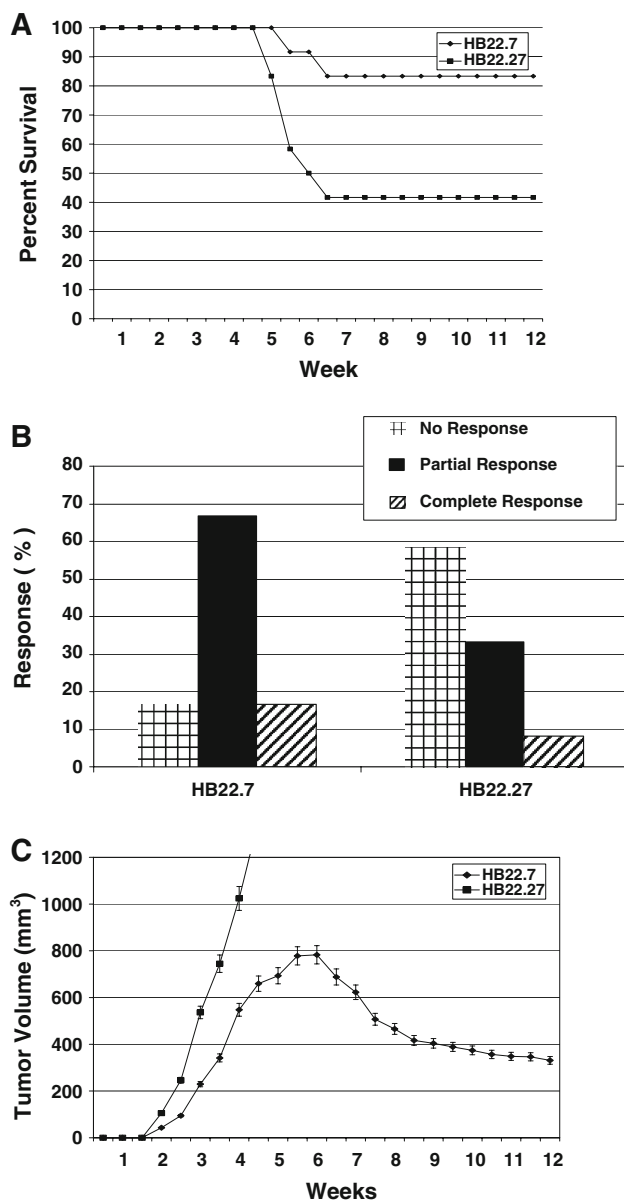 A
100
90
80
70
60
50
40
30
20
10
0
Percent Survival
HB22.7
HB22.27
1 2 3 4 5 6 7 8 9 10 11 12
Week
B
No Response
Partial Response
Complete Response
80
70
60
50
40
30
20
10
0
Response ( % )
HB22.7 HB22.27
C
1200
1000
800
600
400
200
0
Tumor Volume (mm³)
HB22.7
HB22.27
1 2 3 4 5 6 7 8 9 10 11 12
Weeks